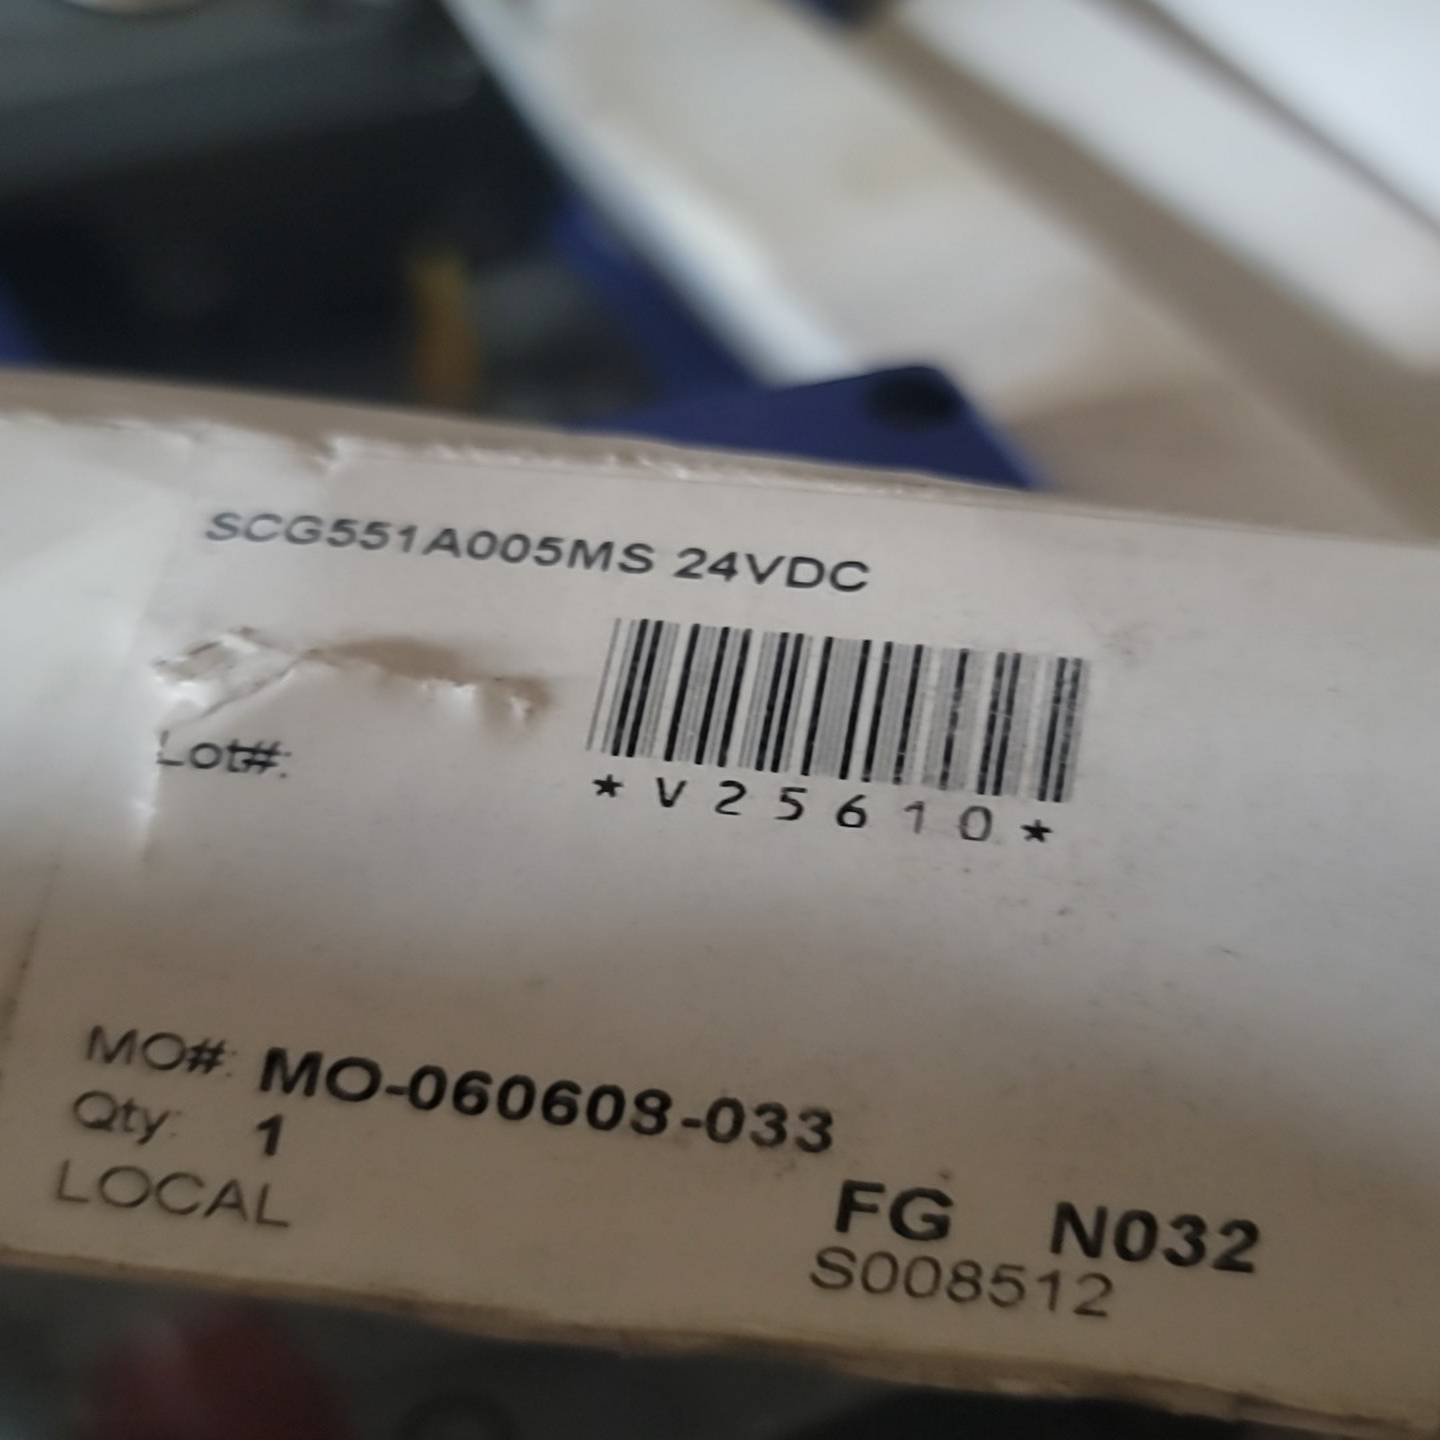 SCG551A005MS 24VDC
Lot#:
*V25610*
MO#: MO-060608-033
Qty: 1
LOCAL
FG N032
S008512